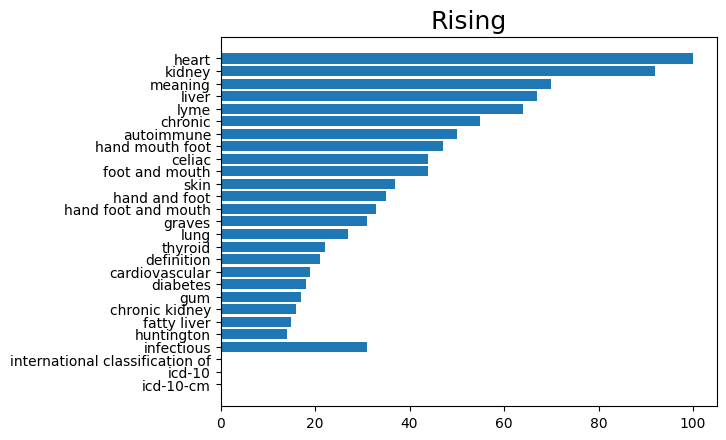 Rising
heart
kidney
meaning
liver
lyme
chronic
autoimmune
hand mouth foot
celiac
foot and mouth
skin
hand and foot
hand foot and mouth
graves
lung
thyroid
definition
cardiovascular
diabetes
gum
chronic kidney
fatty liver
huntington
infectious
international classification of
icd-10
icd-10-cm
0 20 40 60 80 100